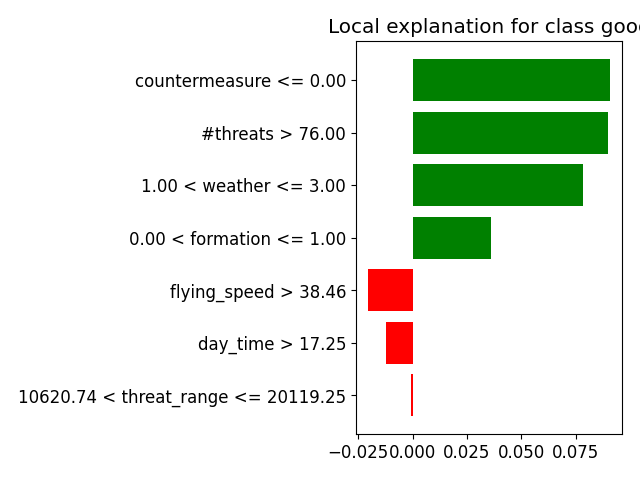 Local explanation for class goo
countermeasure <= 0.00
#threats > 76.00
1.00 < weather <= 3.00
0.00 < formation <= 1.00
flying_speed > 38.46
day_time > 17.25
10620.74 < threat_range <= 20119.25
−0.025 0.000 0.025 0.050 0.075